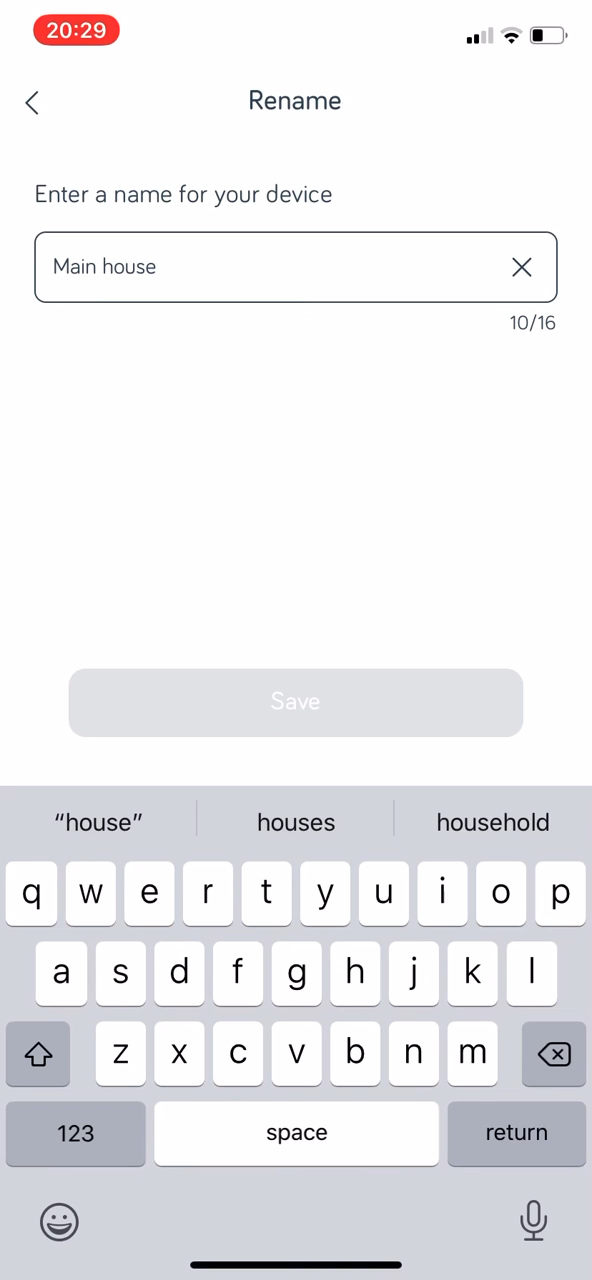 20:29
Rename
Enter a name for your device
Main house
10/16
Save
“house” houses household
q w e r t y u i o p
a s d f g h j k l
z x c v b n m
123 space return